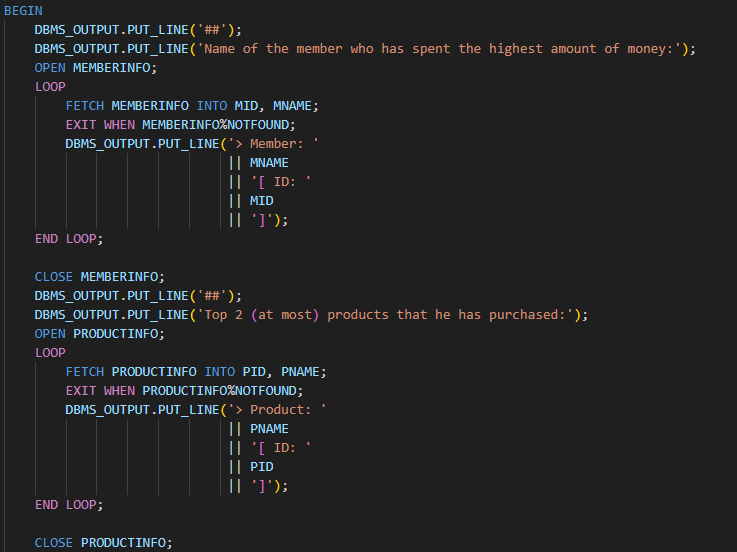 BEGIN
DBMS_OUTPUT.PUT_LINE('##');
DBMS_OUTPUT.PUT_LINE('Name of the member who has spent the highest amount of money:');
OPEN MEMBERINFO;
LOOP
FETCH MEMBERINFO INTO MID, MNAME;
EXIT WHEN MEMBERINFO%NOTFOUND;
DBMS_OUTPUT.PUT_LINE('> Member: '
|| MNAME
|| '[ ID: '
|| MID
|| ']');
END LOOP;
CLOSE MEMBERINFO;
DBMS_OUTPUT.PUT_LINE('##');
DBMS_OUTPUT.PUT_LINE('Top 2 (at most) products that he has purchased:');
OPEN PRODUCTINFO;
LOOP
FETCH PRODUCTINFO INTO PID, PNAME;
EXIT WHEN PRODUCTINFO%NOTFOUND;
DBMS_OUTPUT.PUT_LINE('> Product: '
|| PNAME
|| '[ ID: '
|| PID
|| ']');
END LOOP;
CLOSE PRODUCTINFO;